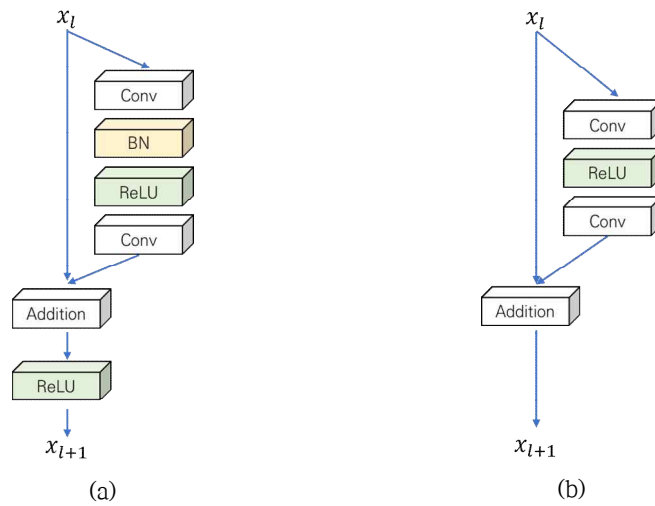 x_l
Conv
BN
ReLU
Conv
Addition
ReLU
x_{l+1}
(a)
x_l
Conv
ReLU
Conv
Addition
x_{l+1}
(b)